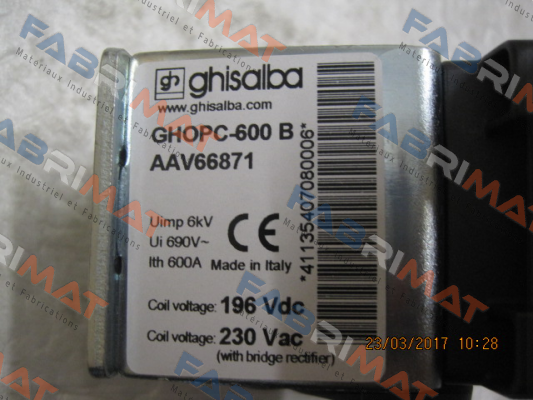 gh ghisalba
www.ghisalba.com
GHOPC-600 B
AAV66871
Uimp 6kV
Ui 690V~
Ith 600A
CE
Made in Italy
Coil voltage: 196 Vdc
Coil voltage: 230 Vac
(with bridge rectifier)
*41135407080006*
23/03/2017 10:28
FABRIMAT
Materiaux Industriel et Fabrications